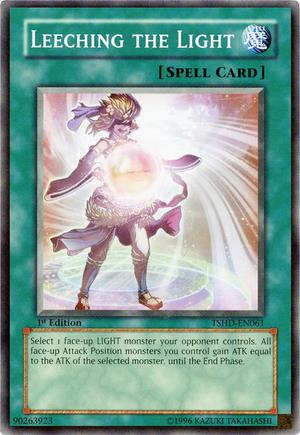 LEECHING THE LIGHT 魔
[SPELL CARD]
1st Edition
TSHD-EN061
Select 1 face-up LIGHT monster your opponent controls. All
face-up Attack Position monsters you control gain ATK equal
to the ATK of the selected monster, until the End Phase.
90263923
©1996 KAZUKI TAKAHASHI